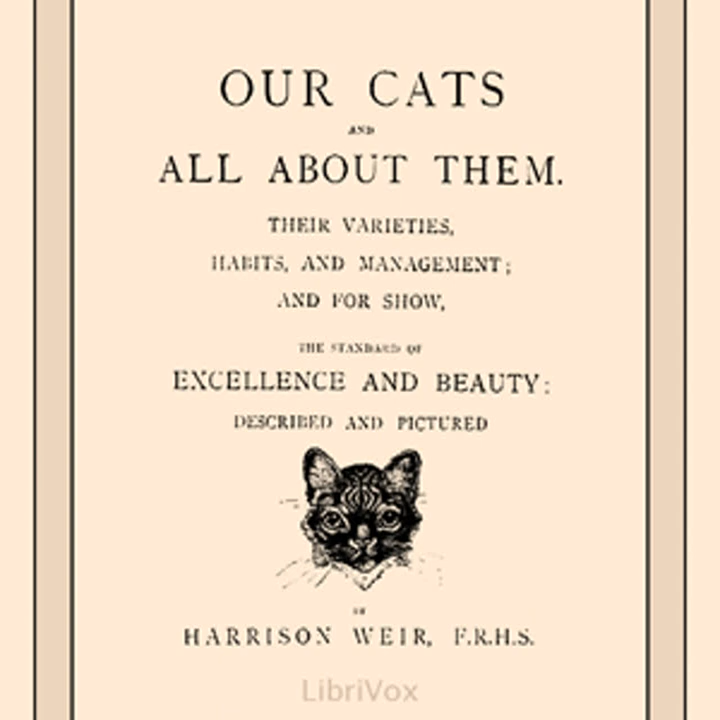 OUR CATS
AND
ALL ABOUT THEM.
THEIR VARIETIES,
HABITS, AND MANAGEMENT;
AND FOR SHOW,
THE STANDARD OF
EXCELLENCE AND BEAUTY:
DESCRIBED AND PICTURED
BY
HARRISON WEIR, F.R.H.S.
LibriVox